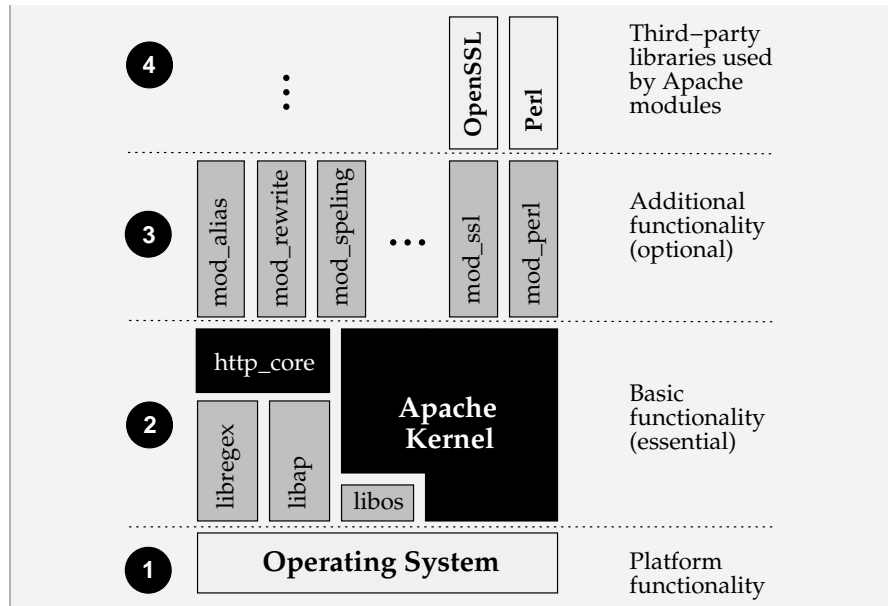 4
OpenSSL
Perl
Third–party
libraries used
by Apache
modules
3
mod_alias
mod_rewrite
mod_speling
mod_ssl
mod_perl
Additional
functionality
(optional)
2
http_core
libregex
libap
Apache
Kernel
libos
Basic
functionality
(essential)
1
Operating System
Platform
functionality